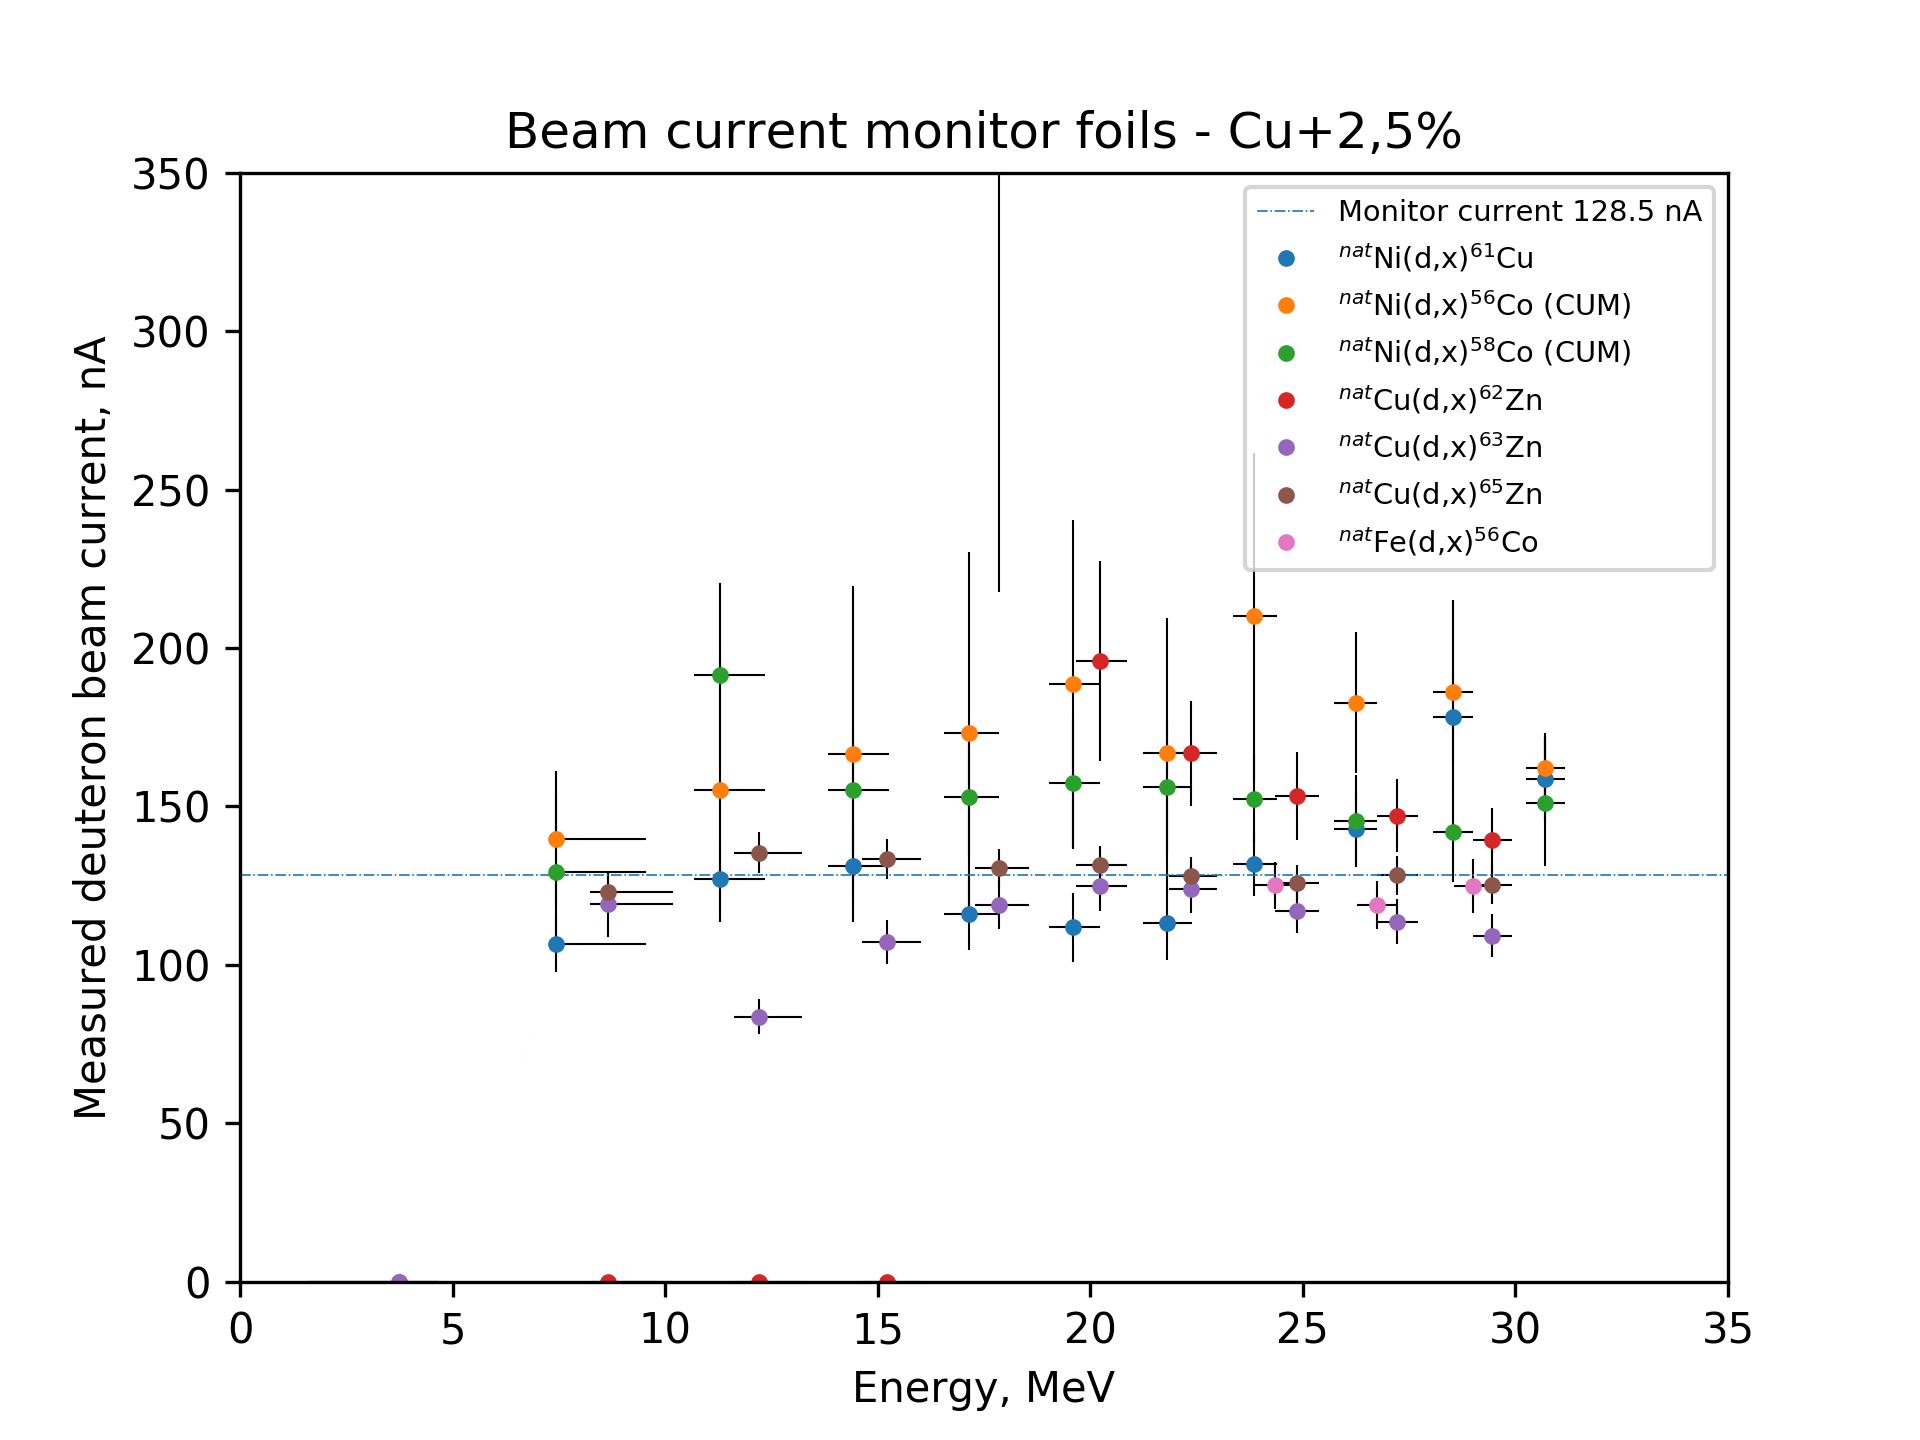 Beam current monitor foils - Cu+2,5%
350
300
250
200
150
100
50
0
Measured deuteron beam current, nA
Monitor current 128.5 nA
ⁿᵃᵗNi(d,x)⁶¹Cu
ⁿᵃᵗNi(d,x)⁵⁶Co (CUM)
ⁿᵃᵗNi(d,x)⁵⁸Co (CUM)
ⁿᵃᵗCu(d,x)⁶²Zn
ⁿᵃᵗCu(d,x)⁶³Zn
ⁿᵃᵗCu(d,x)⁶⁵Zn
ⁿᵃᵗFe(d,x)⁵⁶Co
0 5 10 15 20 25 30 35
Energy, MeV